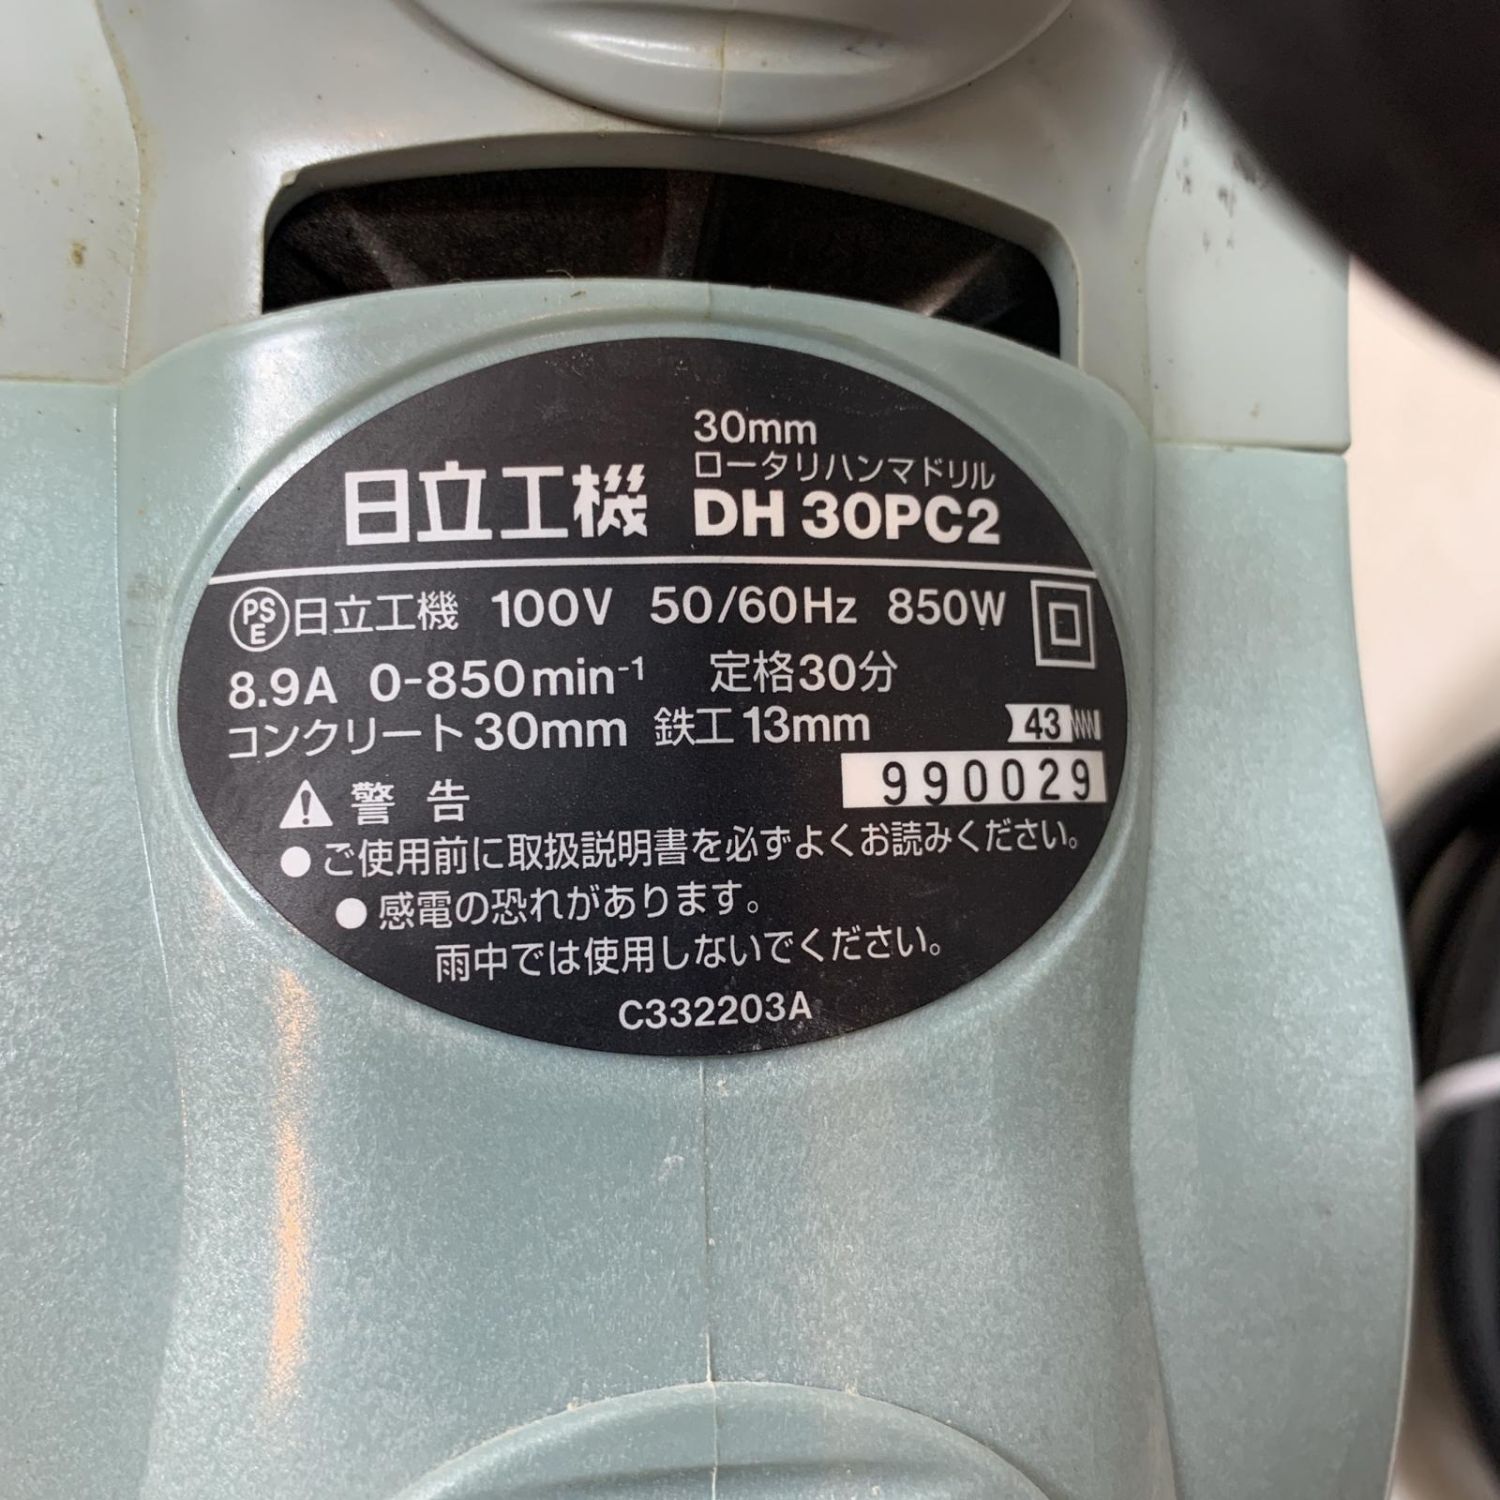 30mm
ロータリハンマドリル
日立工機 DH 30PC2
PSE 日立工機 100V 50/60Hz 850W
8.9A 0-850min⁻¹ 定格30分
コンクリート30mm 鉄工13mm 43
990029
警告
●ご使用前に取扱説明書を必ずよくお読みください。
●感電の恐れがあります。
雨中では使用しないでください。
C332203A